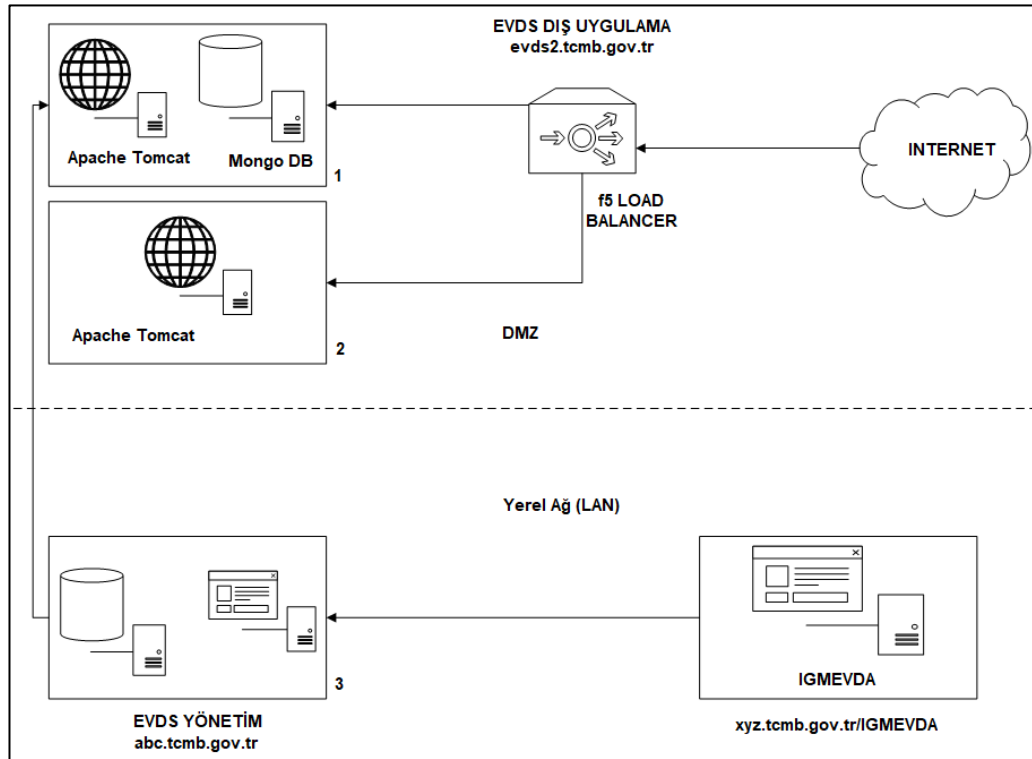 EVDS DIŞ UYGULAMA
evds2.tcmb.gov.tr
Apache Tomcat
Mongo DB
1
INTERNET
f5 LOAD
BALANCER
Apache Tomcat
2
DMZ
Yerel Ağ (LAN)
3
IGMEVDA
EVDS YÖNETİM
abc.tcmb.gov.tr
xyz.tcmb.gov.tr/IGMEVDA